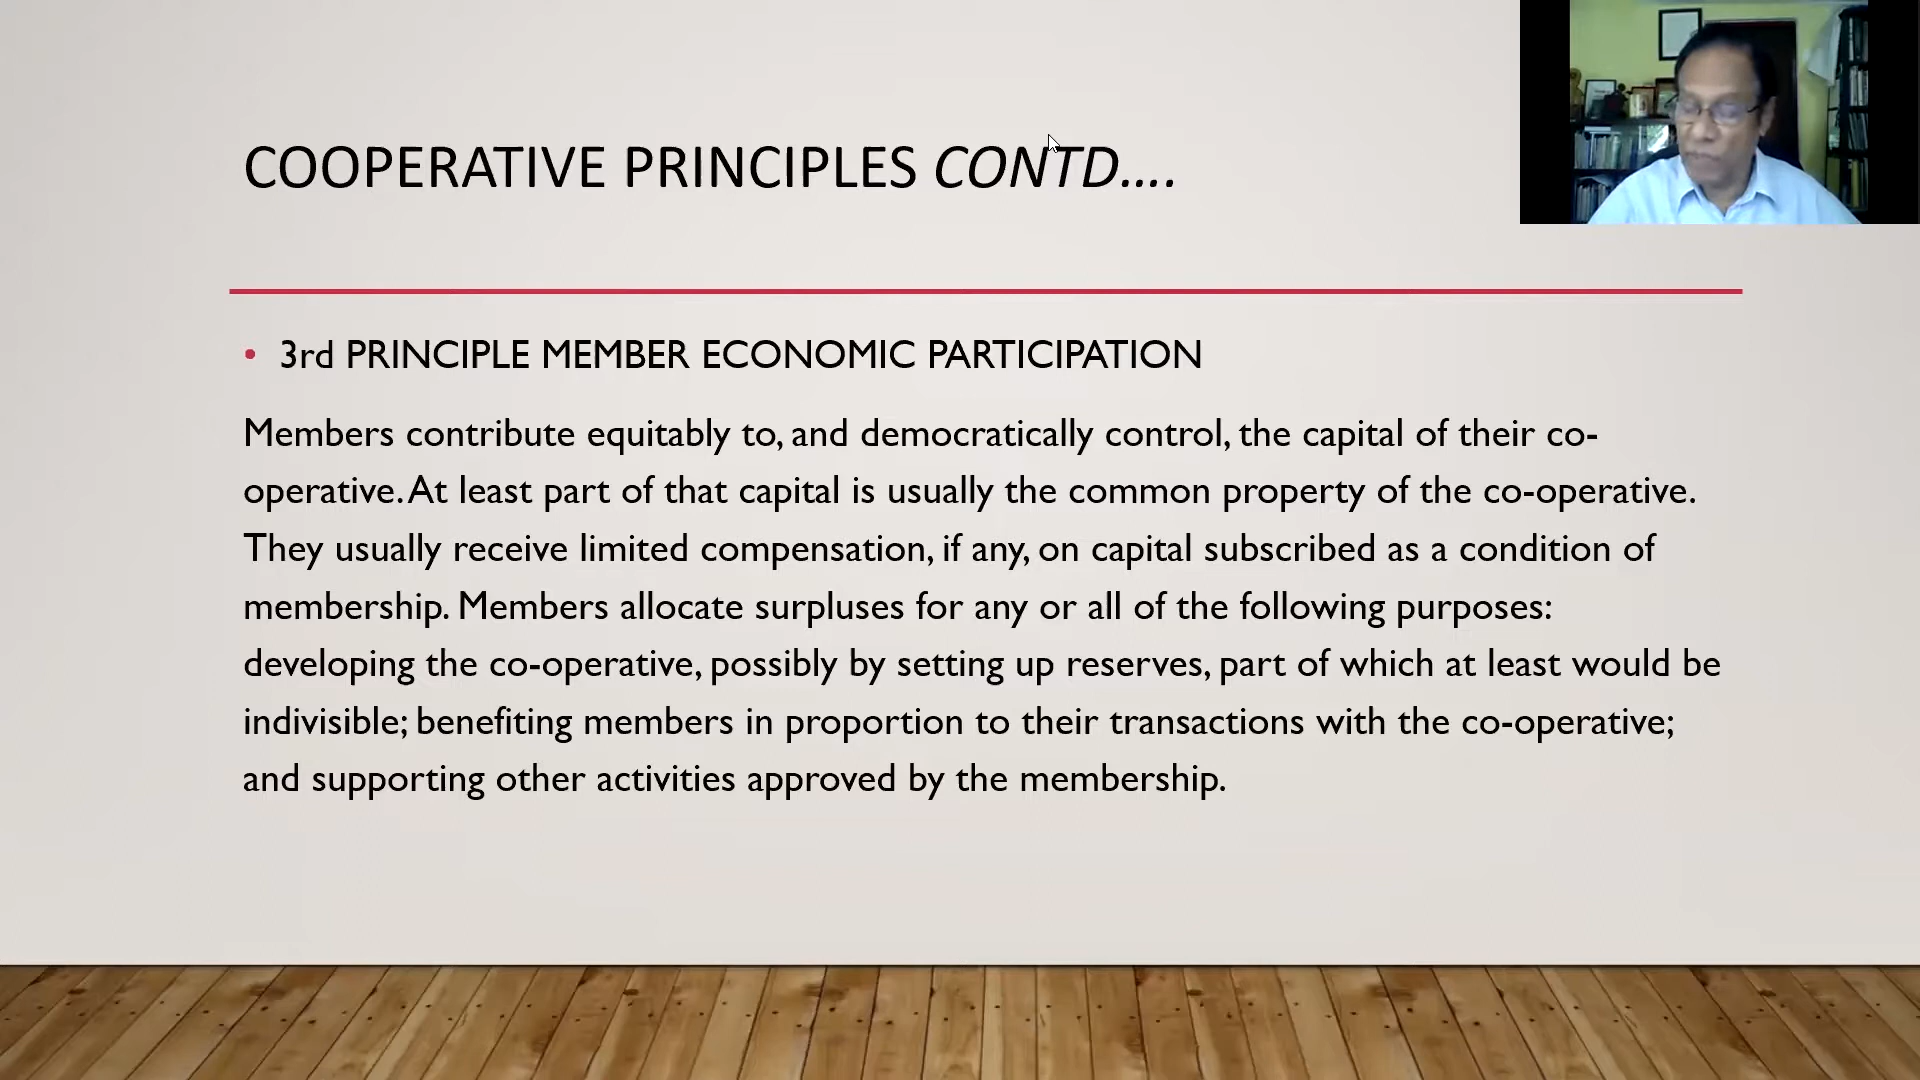 COOPERATIVE PRINCIPLES CONTD....
• 3rd PRINCIPLE MEMBER ECONOMIC PARTICIPATION
Members contribute equitably to, and democratically control, the capital of their co-
operative. At least part of that capital is usually the common property of the co-operative.
They usually receive limited compensation, if any, on capital subscribed as a condition of
membership. Members allocate surpluses for any or all of the following purposes:
developing the co-operative, possibly by setting up reserves, part of which at least would be
indivisible; benefiting members in proportion to their transactions with the co-operative;
and supporting other activities approved by the membership.